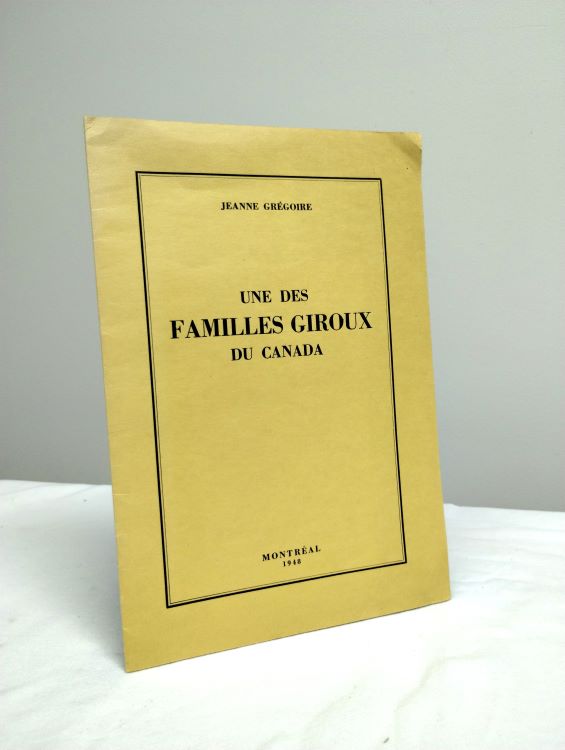 JEANNE GRÉGOIRE
UNE DES
FAMILLES GIROUX
DU CANADA
MONTRÉAL
1948